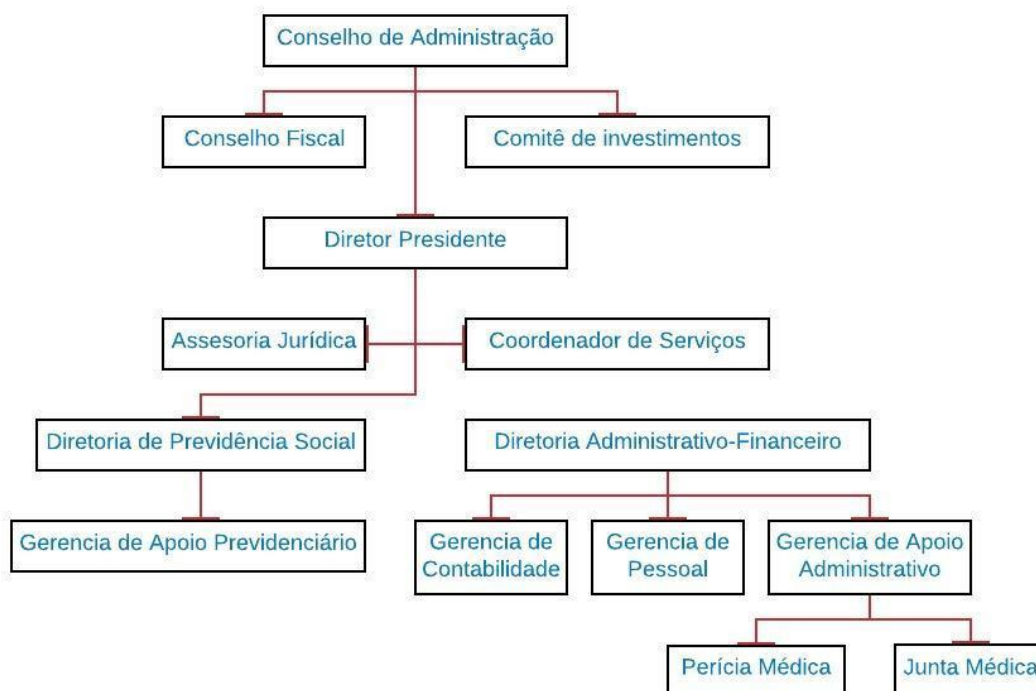 Conselho de Administração
Conselho Fiscal
Comitê de investimentos
Diretor Presidente
Assesoria Jurídica
Coordenador de Serviços
Diretoria de Previdência Social
Diretoria Administrativo-Financeiro
Gerencia de Apoio Previdenciário
Gerencia de
Contabilidade
Gerencia de
Pessoal
Gerencia de Apoio
Administrativo
Perícia Médica
Junta Médica